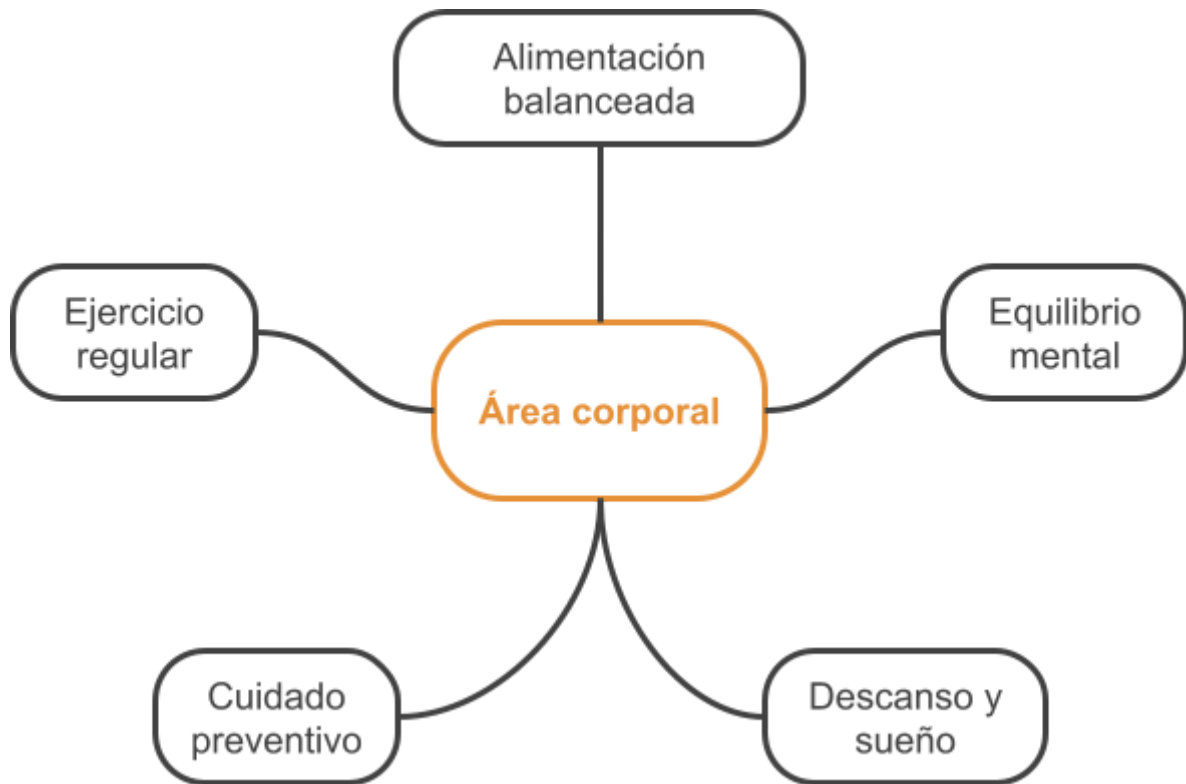 Alimentación
balanceada
Ejercicio
regular
Equilibrio
mental
Área corporal
Cuidado
preventivo
Descanso y
sueño